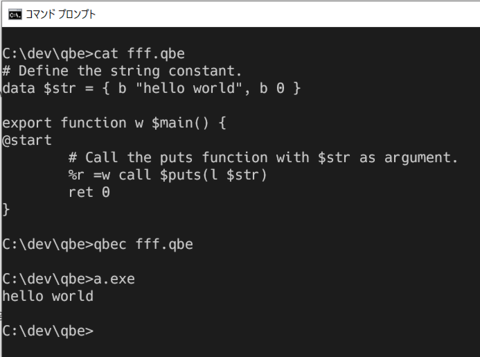 コマンド プロンプト
C:\dev\qbe>cat fff.qbe
# Define the string constant.
data $str = { b "hello world", b 0 }
export function w $main() {
@start
# Call the puts function with $str as argument.
%r =w call $puts(l $str)
ret 0
}
C:\dev\qbe>qbec fff.qbe
C:\dev\qbe>a.exe
hello world
C:\dev\qbe>